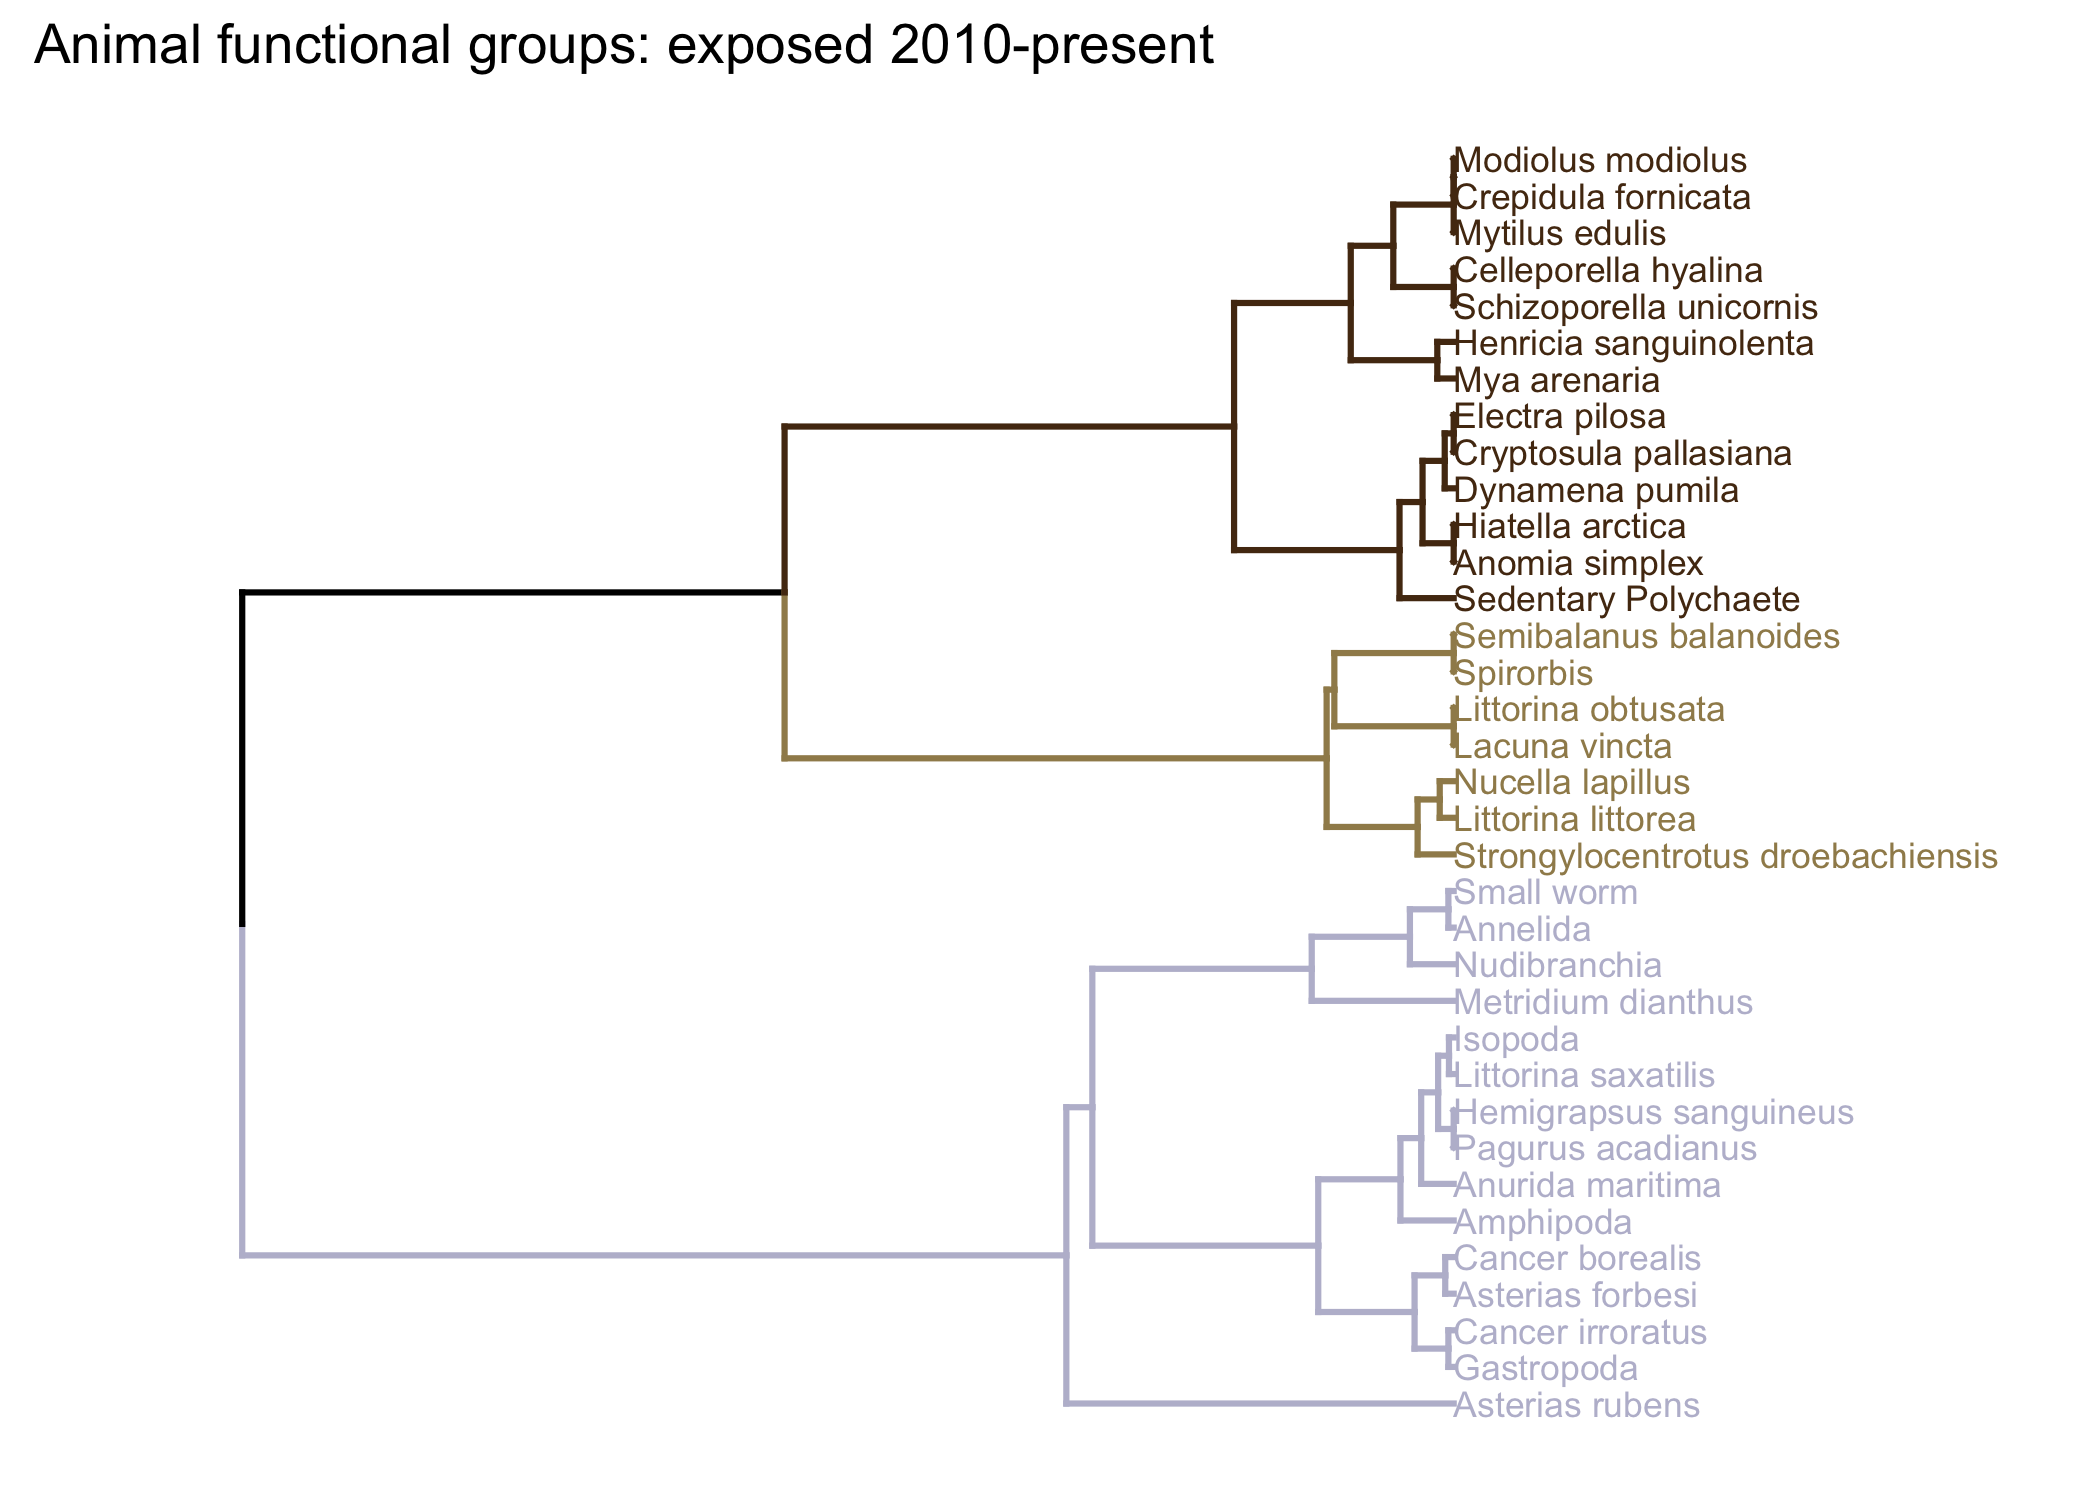 Animal functional groups: exposed 2010-present
Modiolus modiolus
Crepidula fornicata
Mytilus edulis
Celleporella hyalina
Schizoporella unicornis
Henricia sanguinolenta
Mya arenaria
Electra pilosa
Cryptosula pallasiana
Dynamena pumila
Hiatella arctica
Anomia simplex
Sedentary Polychaete
Semibalanus balanoides
Spirorbis
Littorina obtusata
Lacuna vincta
Nucella lapillus
Littorina littorea
Strongylocentrotus droebachiensis
Small worm
Annelida
Nudibranchia
Metridium dianthus
Isopoda
Littorina saxatilis
Hemigrapsus sanguineus
Pagurus acadianus
Anurida maritima
Amphipoda
Cancer borealis
Asterias forbesi
Cancer irroratus
Gastropoda
Asterias rubens